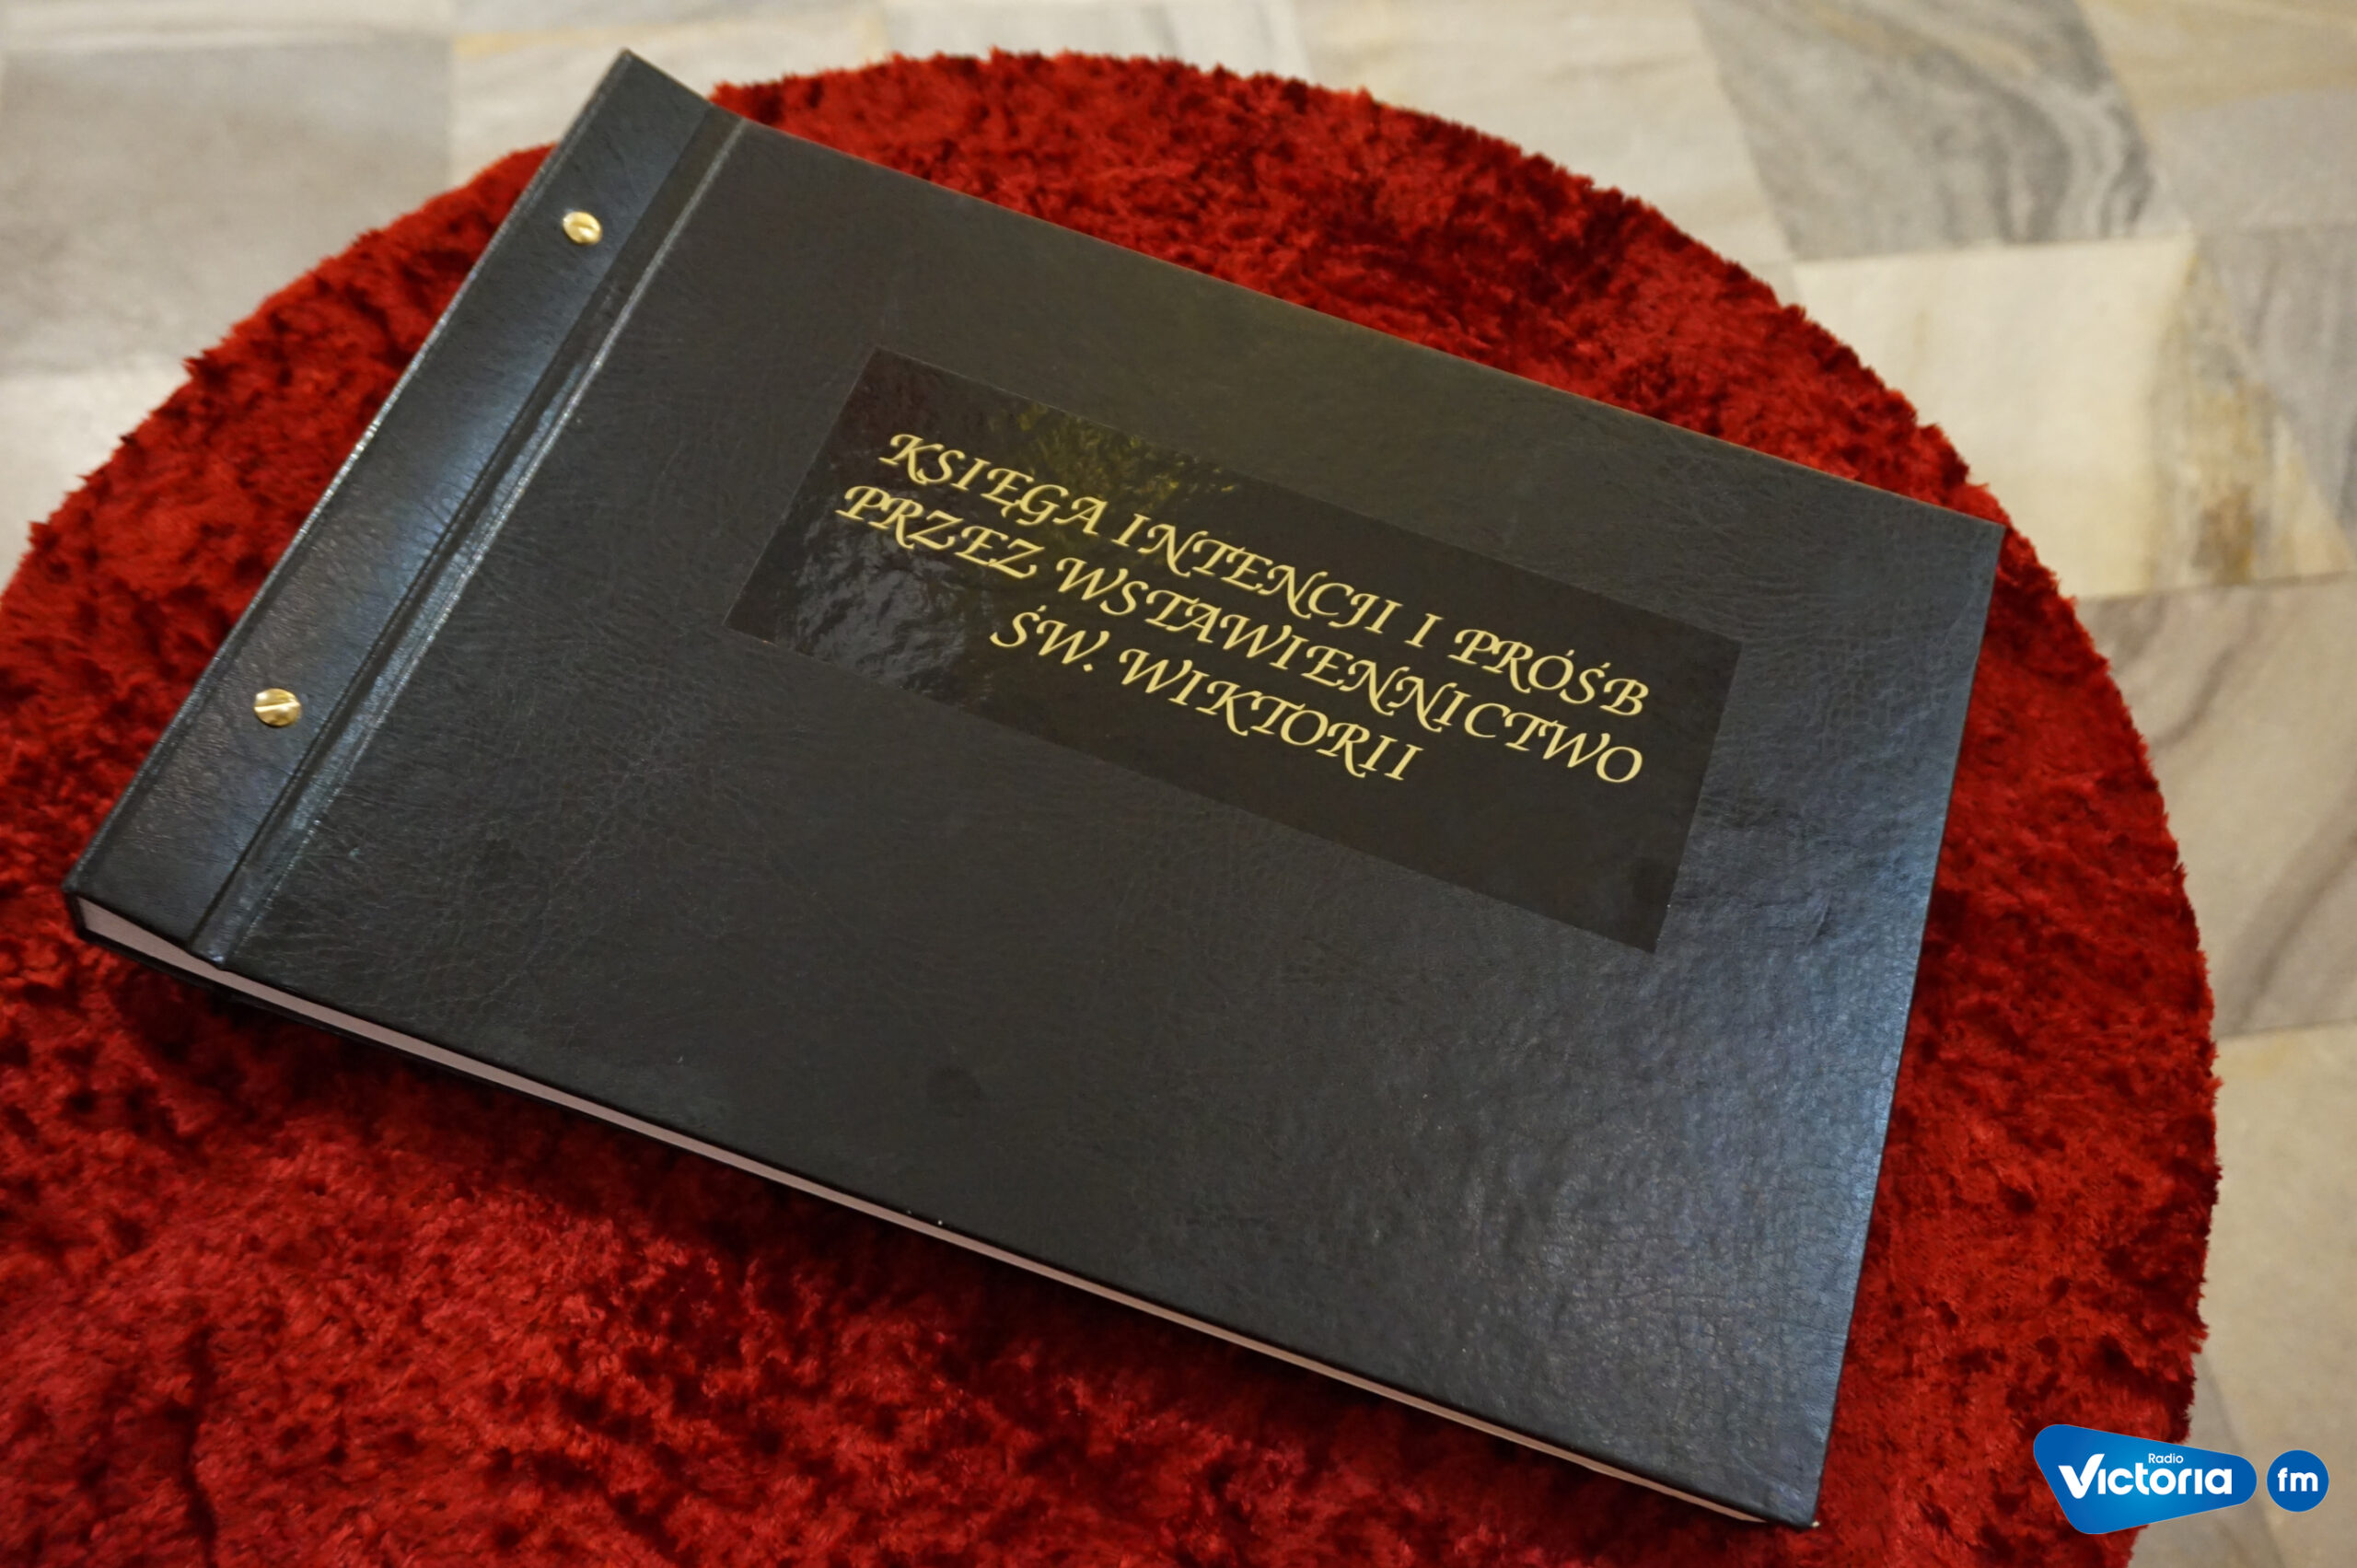 KSIĘGA INTENCJI I PRÓŚB
PRZEZ WSTAWIENNICTWO
ŚW. WIKTORII
Radio
Victoria
fm